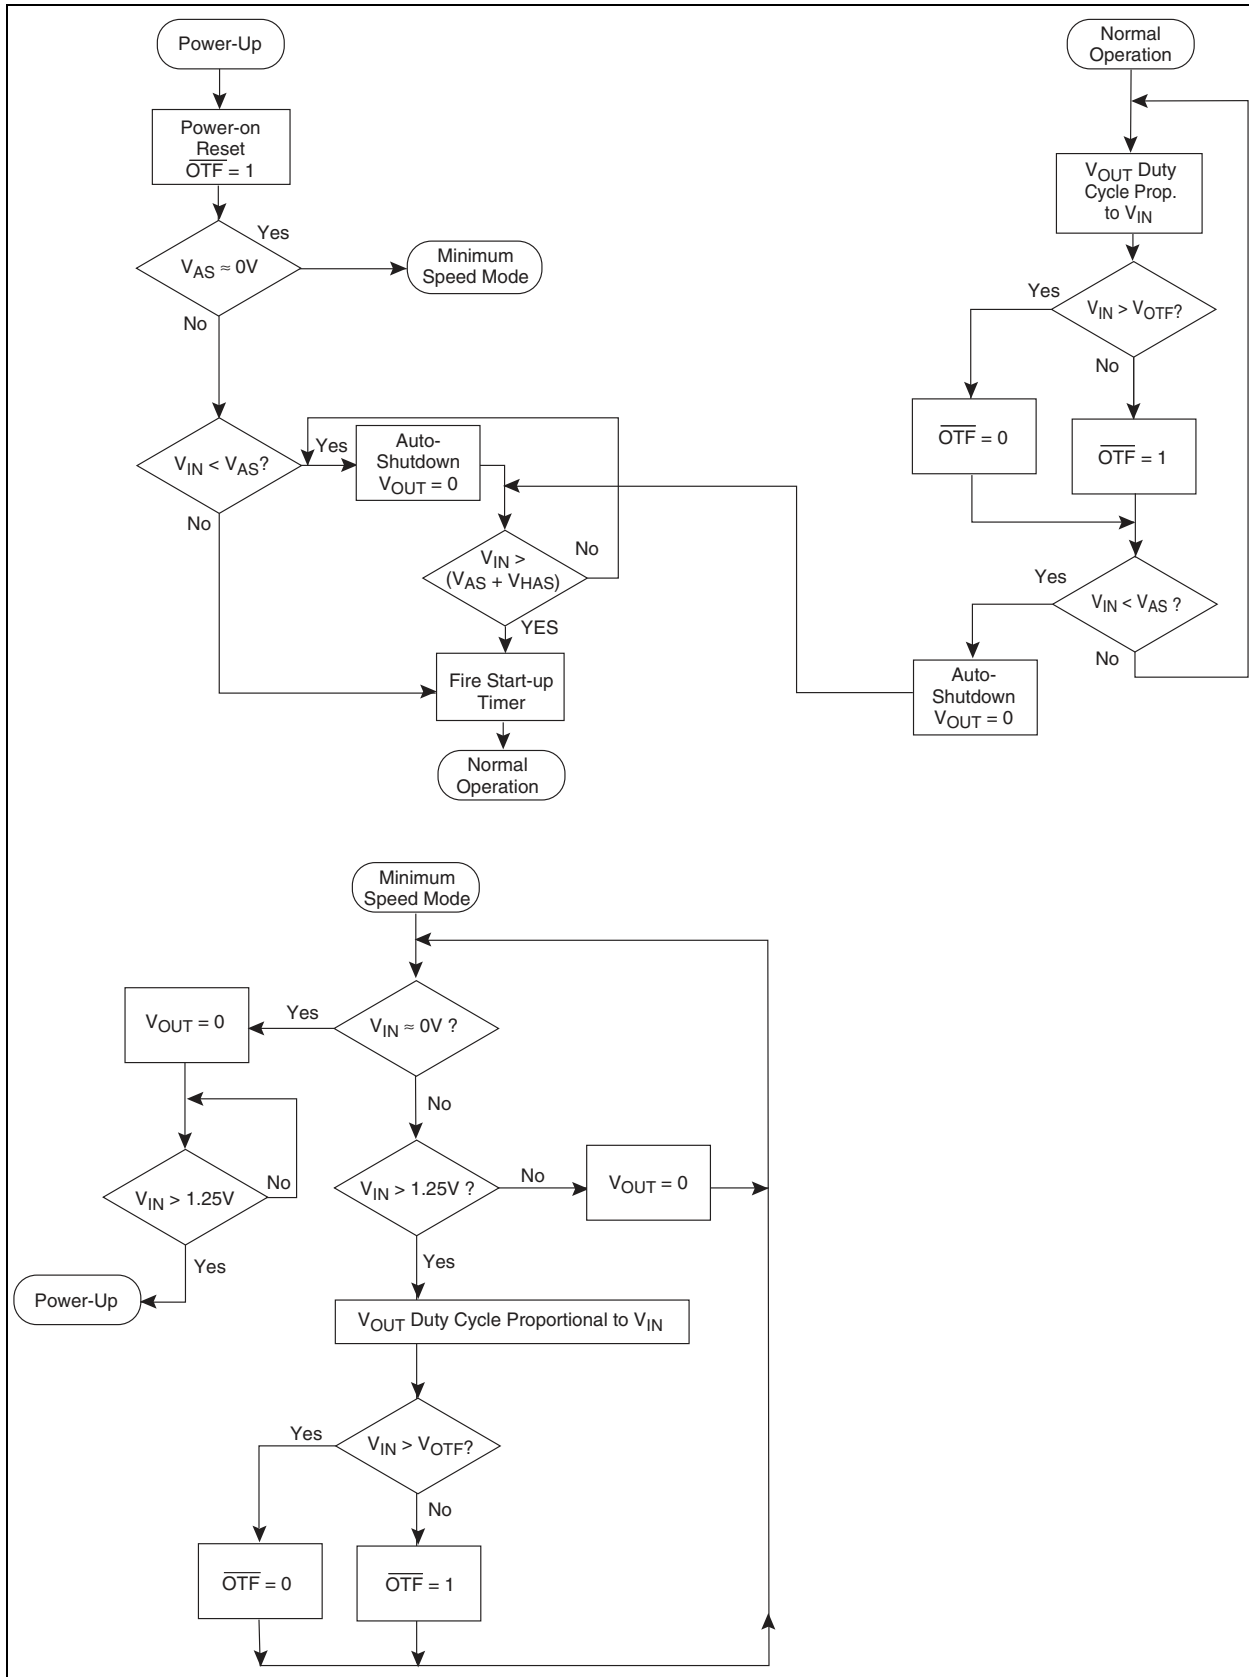 Power-Up
Power-on
Reset
OTF = 1
Yes
VAS ≈ 0V
Minimum
Speed Mode
No
VIN < VAS?
Yes
Auto-
Shutdown
VOUT = 0
No
VIN >
(VAS + VHAS)
No
YES
Fire Start-up
Timer
Normal
Operation
Normal
Operation
VOUT Duty
Cycle Prop.
to VIN
Yes
VIN > VOTF?
No
OTF = 0
OTF = 1
Yes
VIN < VAS ?
No
Auto-
Shutdown
VOUT = 0
Minimum
Speed Mode
VOUT = 0
Yes
VIN ≈ 0V ?
No
VIN > 1.25V
No
Yes
Power-Up
VIN > 1.25V ?
No
VOUT = 0
Yes
VOUT Duty Cycle Proportional to VIN
Yes
VIN > VOTF?
No
OTF = 0
OTF = 1